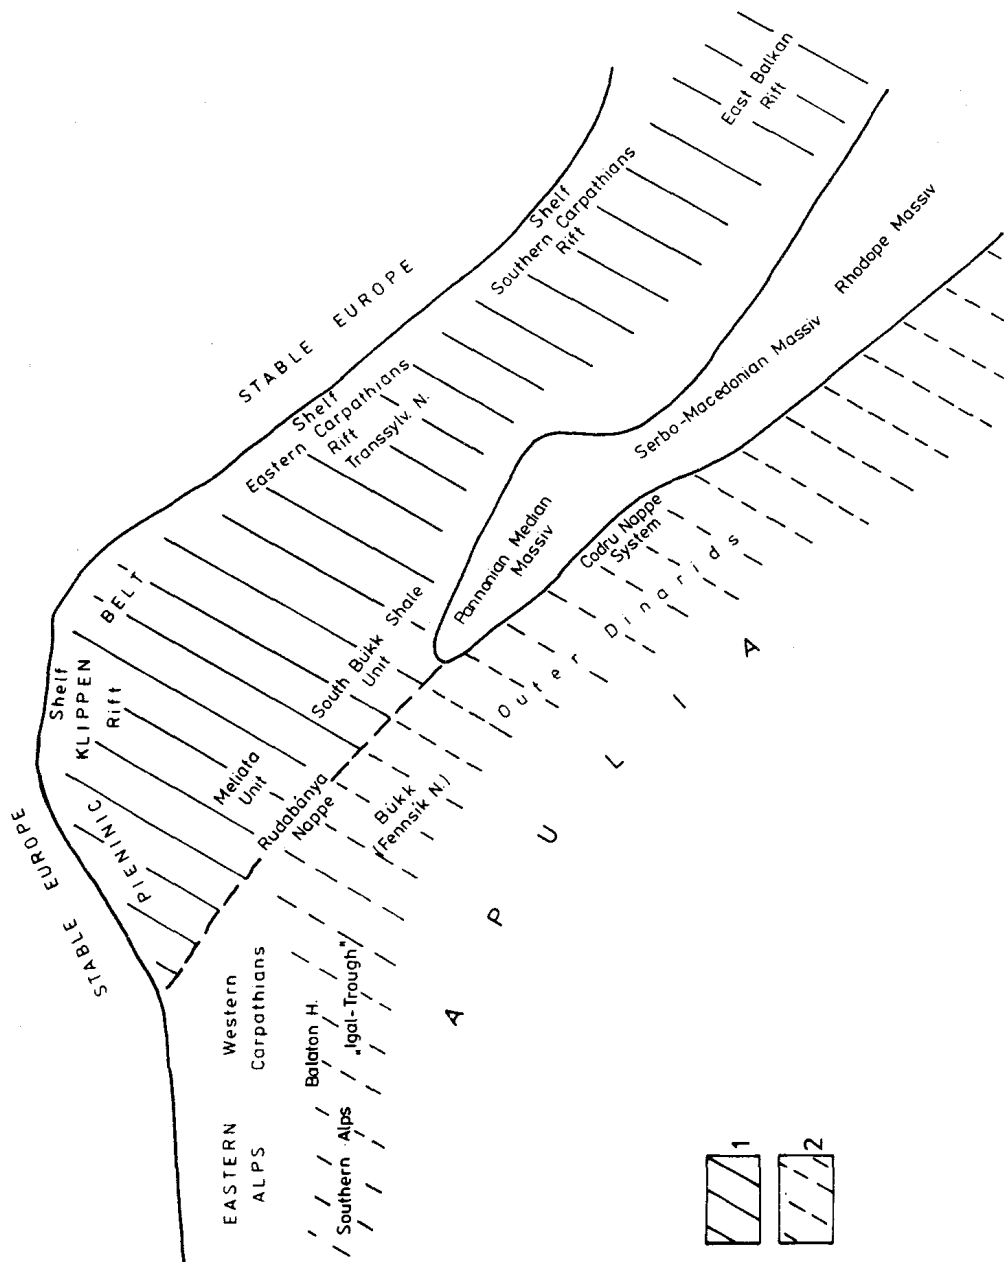 STABLE EUROPE
STABLE EUROPE
Shelf
KLIPPEN
Rift
PIENINIC
BELT
Shelf
Eastern Carpathians
Rift
Transsylv. N.
Shelf
Southern Carpathians
Rift
East Balkan
Rift
Meliata
Unit
South Bükk Shale
Unit
Rudabánya
Nappe
Bükk
(Fennsík N.)
Pannonian Median
Massiv
Codru Nappe
System
Serbo-Macedonian Massiv
Rhodope Massiv
Outer Dinarids
EASTERN
ALPS
Western
Carpathians
Balaton H.
„Igal-Trough"
Southern Alps
APULIA
1
2